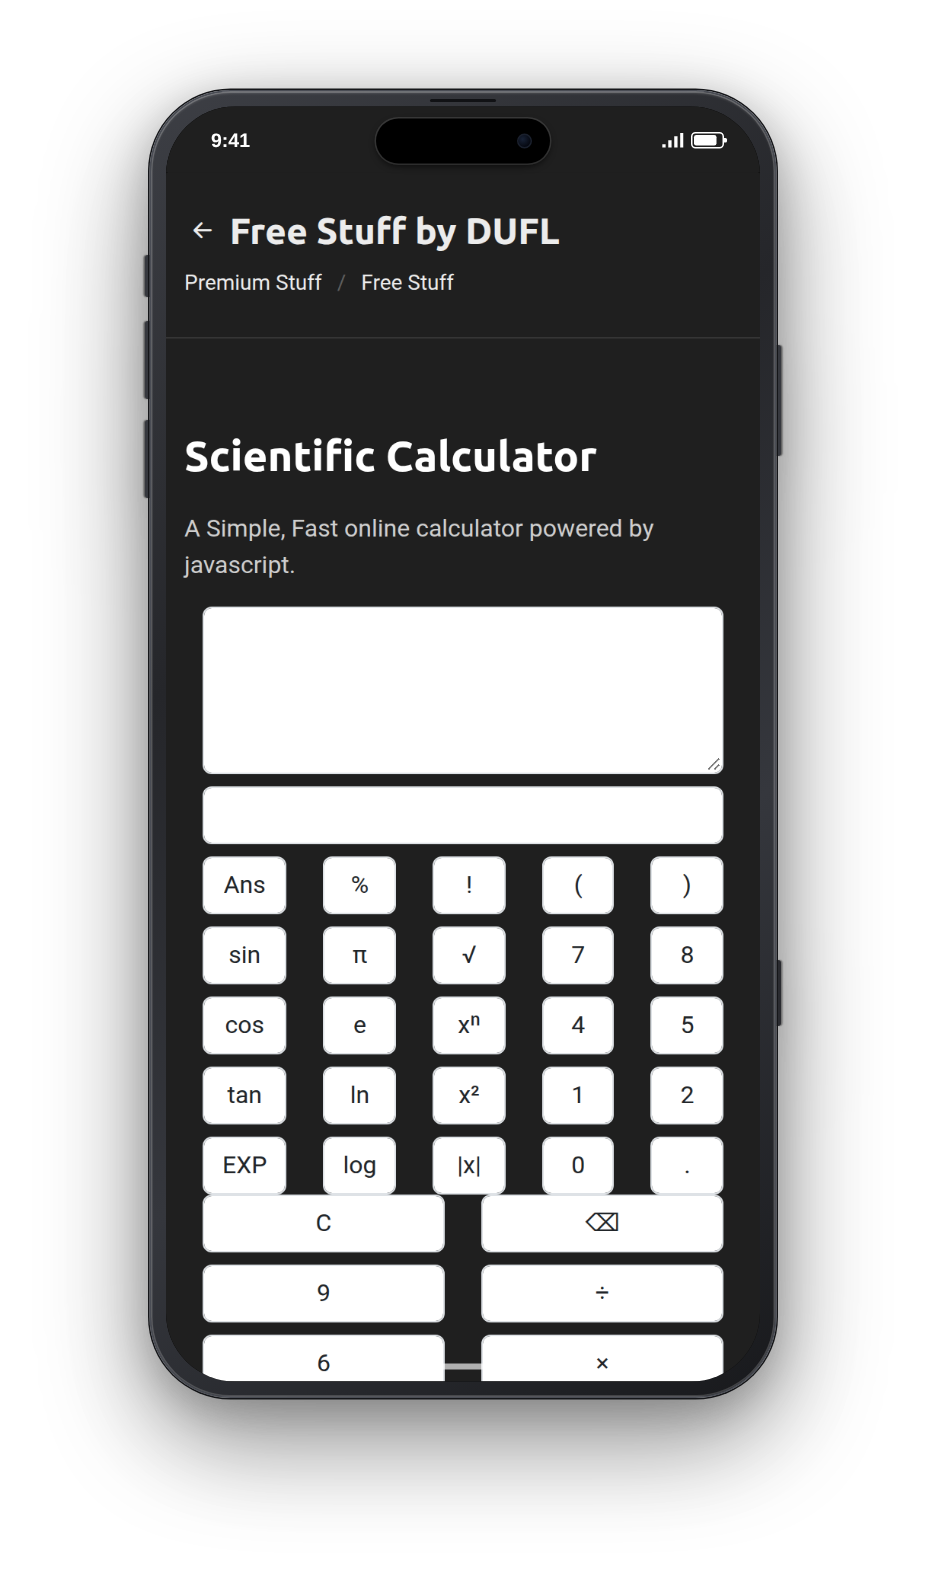 9:41
← Free Stuff by DUFL
Premium Stuff / Free Stuff
Scientific Calculator
A Simple, Fast online calculator powered by
javascript.
Ans % ! ( )
sin π √ 7 8
cos e xⁿ 4 5
tan ln x² 1 2
EXP log |x| 0 .
C ⌫
9 ÷
6 ×